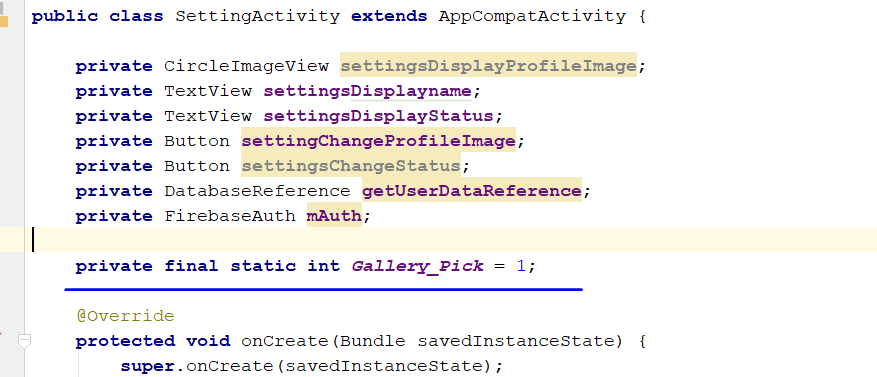 public class SettingActivity extends AppCompatActivity {
private CircleImageView settingsDisplayProfileImage;
private TextView settingsDisplayname;
private TextView settingsDisplayStatus;
private Button settingChangeProfileImage;
private Button settingsChangeStatus;
private DatabaseReference getUserDataReference;
private FirebaseAuth mAuth;
private final static int Gallery_Pick = 1;
@Override
protected void onCreate(Bundle savedInstanceState) {
super.onCreate(savedInstanceState);